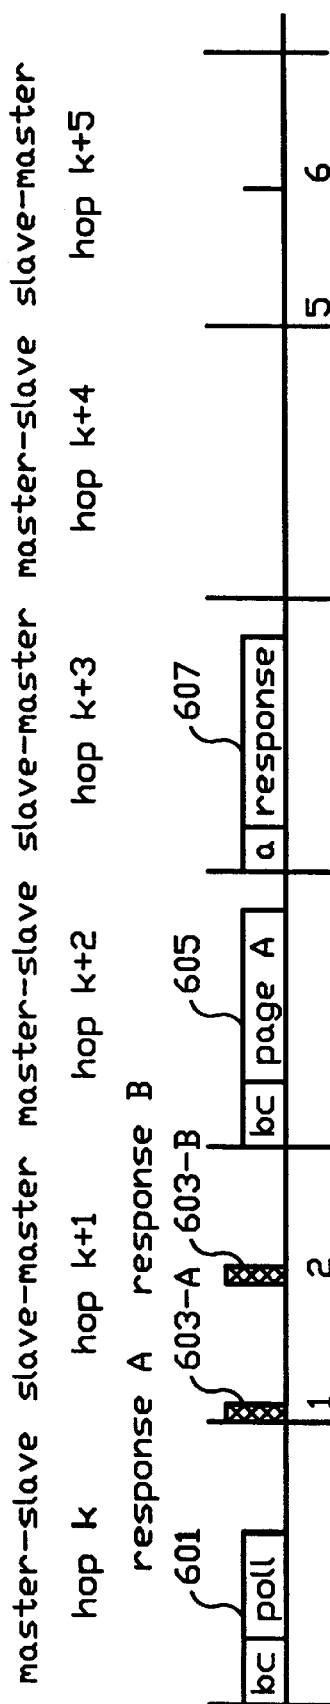 master-slave slave-master master-slave slave-master master-slave slave-master
hop k hop k+1 hop k+2 hop k+3 hop k+4 hop k+5
response A response B
601 603-A 603-B 605 607
bc poll bc page A a response
1 2 5 6